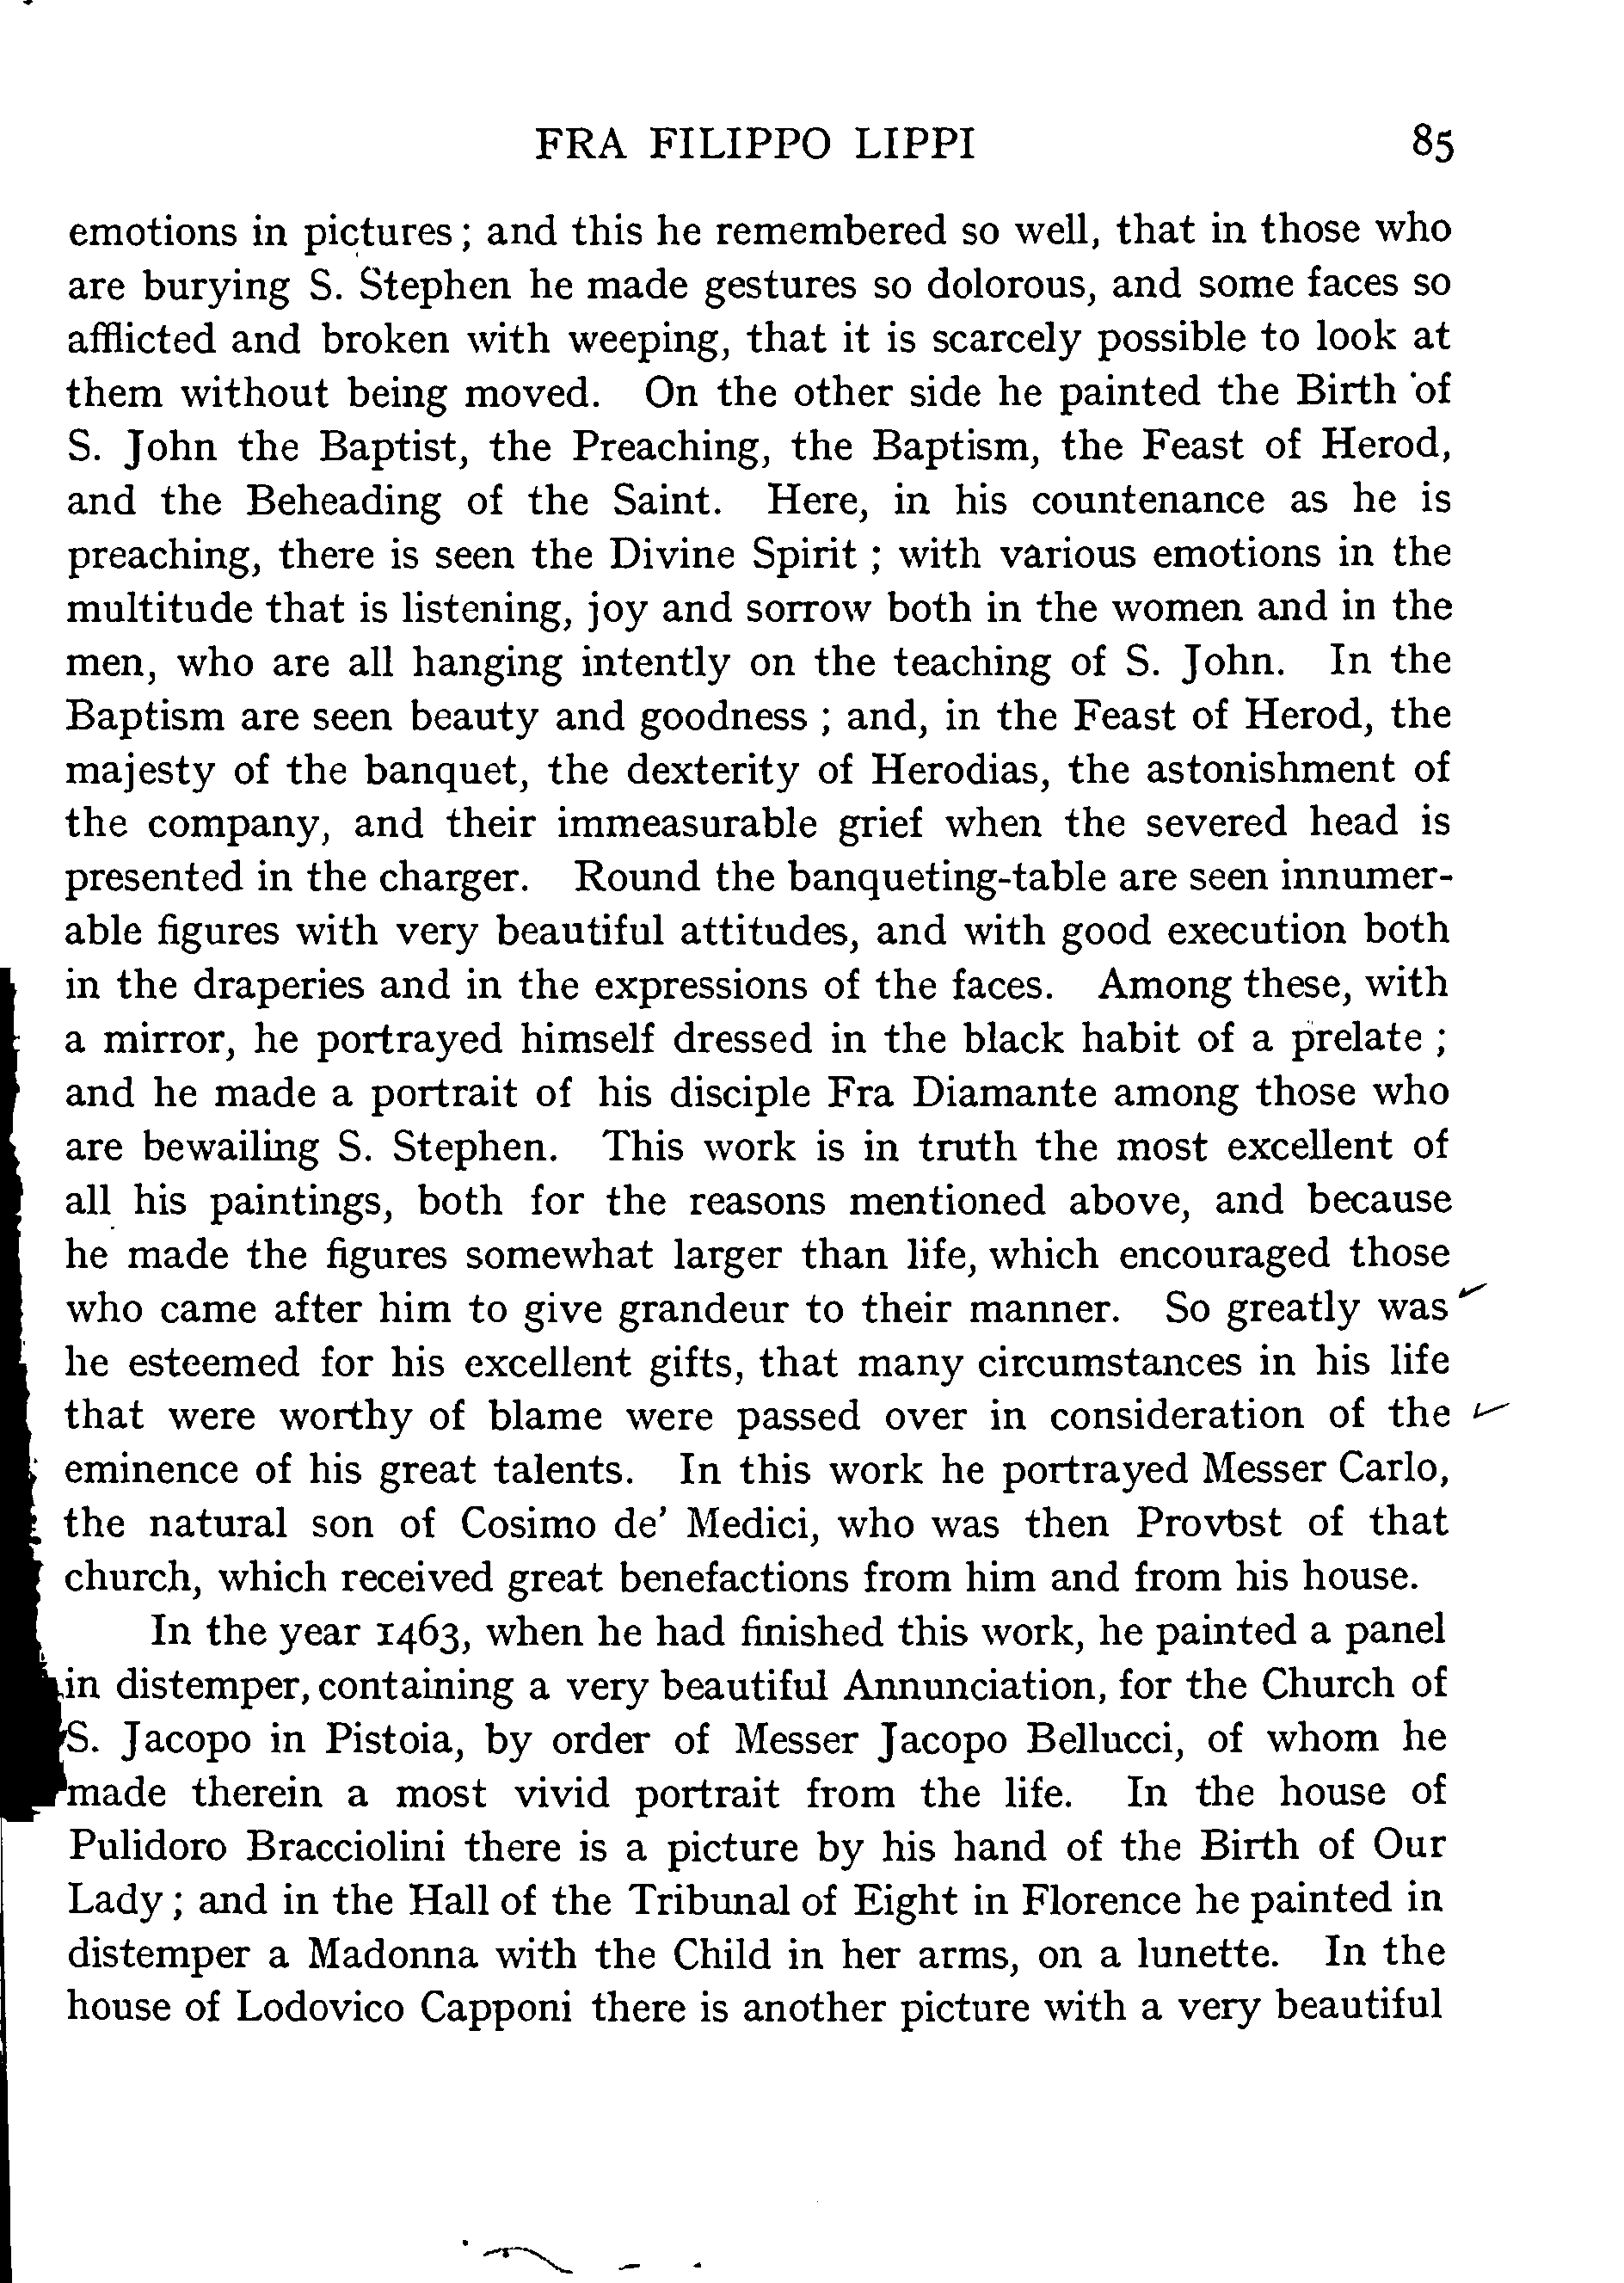 FRA FILIPPO LIPPI 85
emotions in pictures; and this he remembered so well, that in those who
are burying S. Stephen he made gestures so dolorous, and some faces so
afflicted and broken with weeping, that it is scarcely possible to look at
them without being moved. On the other side he painted the Birth of
S. John the Baptist, the Preaching, the Baptism, the Feast of Herod,
and the Beheading of the Saint. Here, in his countenance as he is
preaching, there is seen the Divine Spirit; with various emotions in the
multitude that is listening, joy and sorrow both in the women and in the
men, who are all hanging intently on the teaching of S. John. In the
Baptism are seen beauty and goodness; and, in the Feast of Herod, the
majesty of the banquet, the dexterity of Herodias, the astonishment of
the company, and their immeasurable grief when the severed head is
presented in the charger. Round the banqueting-table are seen innumer-
able figures with very beautiful attitudes, and with good execution both
in the draperies and in the expressions of the faces. Among these, with
a mirror, he portrayed himself dressed in the black habit of a prelate;
and he made a portrait of his disciple Fra Diamante among those who
are bewailing S. Stephen. This work is in truth the most excellent of
all his paintings, both for the reasons mentioned above, and because
he made the figures somewhat larger than life, which encouraged those
who came after him to give grandeur to their manner. So greatly was
he esteemed for his excellent gifts, that many circumstances in his life
that were worthy of blame were passed over in consideration of the
eminence of his great talents. In this work he portrayed Messer Carlo,
the natural son of Cosimo de' Medici, who was then Provost of that
church, which received great benefactions from him and from his house.
In the year 1463, when he had finished this work, he painted a panel
in distemper, containing a very beautiful Annunciation, for the Church of
S. Jacopo in Pistoia, by order of Messer Jacopo Bellucci, of whom he
made therein a most vivid portrait from the life. In the house of
Pulidoro Bracciolini there is a picture by his hand of the Birth of Our
Lady; and in the Hall of the Tribunal of Eight in Florence he painted in
distemper a Madonna with the Child in her arms, on a lunette. In the
house of Lodovico Capponi there is another picture with a very beautiful